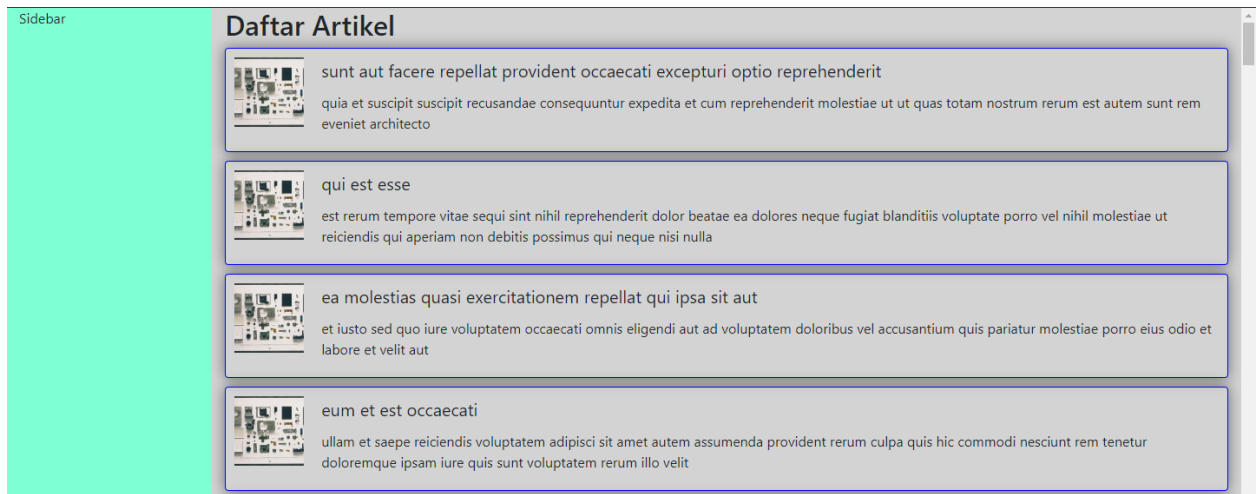 Sidebar
Daftar Artikel
sunt aut facere repellat provident occaecati excepturi optio reprehenderit
quia et suscipit suscipit recusandae consequuntur expedita et cum reprehenderit molestiae ut ut quas totam nostrum rerum est autem sunt rem
eveniet architecto
qui est esse
est rerum tempore vitae sequi sint nihil reprehenderit dolor beatae ea dolores neque fugiat blanditiis voluptate porro vel nihil molestiae ut
reiciendis qui aperiam non debitis possimus qui neque nisi nulla
ea molestias quasi exercitationem repellat qui ipsa sit aut
et iusto sed quo iure voluptatem occaecati omnis eligendi aut ad voluptatem doloribus vel accusantium quis pariatur molestiae porro eius odio et
labore et velit aut
eum et est occaecati
ullam et saepe reiciendis voluptatem adipisci sit amet autem assumenda provident rerum culpa quis hic commodi nesciunt rem tenetur
doloremque ipsam iure quis sunt voluptatem rerum illo velit